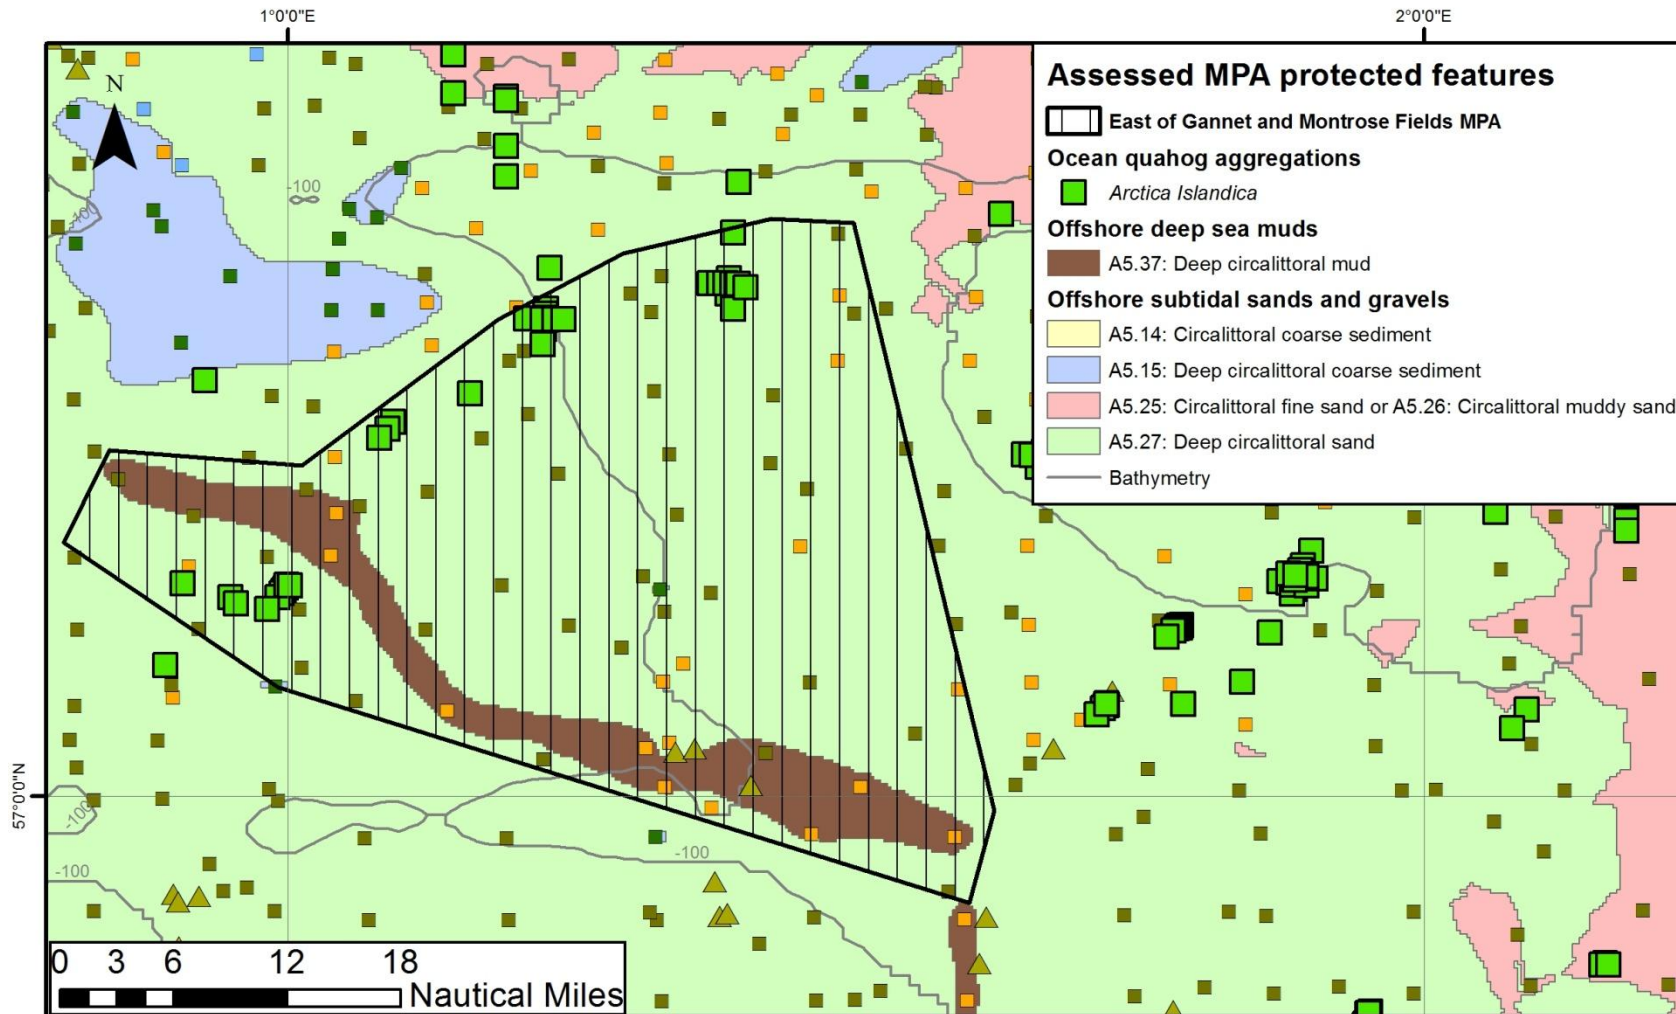 1°0'0"E
2°0'0"E
N
Assessed MPA protected features
East of Gannet and Montrose Fields MPA
Ocean quahog aggregations
Arctica Islandica
Offshore deep sea muds
A5.37: Deep circalittoral mud
Offshore subtidal sands and gravels
A5.14: Circalittoral coarse sediment
A5.15: Deep circalittoral coarse sediment
A5.25: Circalittoral fine sand or A5.26: Circalittoral muddy sand
A5.27: Deep circalittoral sand
Bathymetry
-100
-100
57°0'0"N
-100
-100
-100
0 3 6 12 18
Nautical Miles